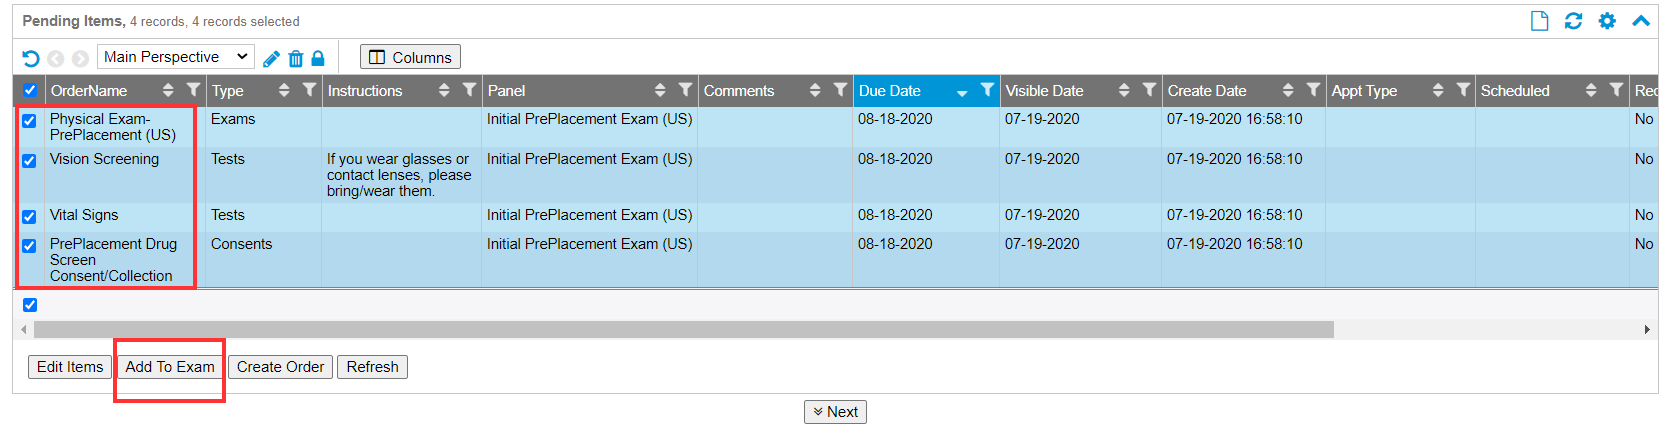 Pending Items, 4 records, 4 records selected
Main Perspective Columns
OrderName Type Instructions Panel Comments Due Date Visible Date Create Date Appt Type Scheduled Rec
Physical Exam- Exams Initial PrePlacement Exam (US) 08-18-2020 07-19-2020 07-19-2020 16:58:10 No
PrePlacement (US)
Vision Screening Tests If you wear glasses or Initial PrePlacement Exam (US) 08-18-2020 07-19-2020 07-19-2020 16:58:10 No
contact lenses, please
bring/wear them.
Vital Signs Tests Initial PrePlacement Exam (US) 08-18-2020 07-19-2020 07-19-2020 16:58:10 No
PrePlacement Drug Consents Initial PrePlacement Exam (US) 08-18-2020 07-19-2020 07-19-2020 16:58:10 No
Screen
Consent/Collection
Edit Items Add To Exam Create Order Refresh
Next